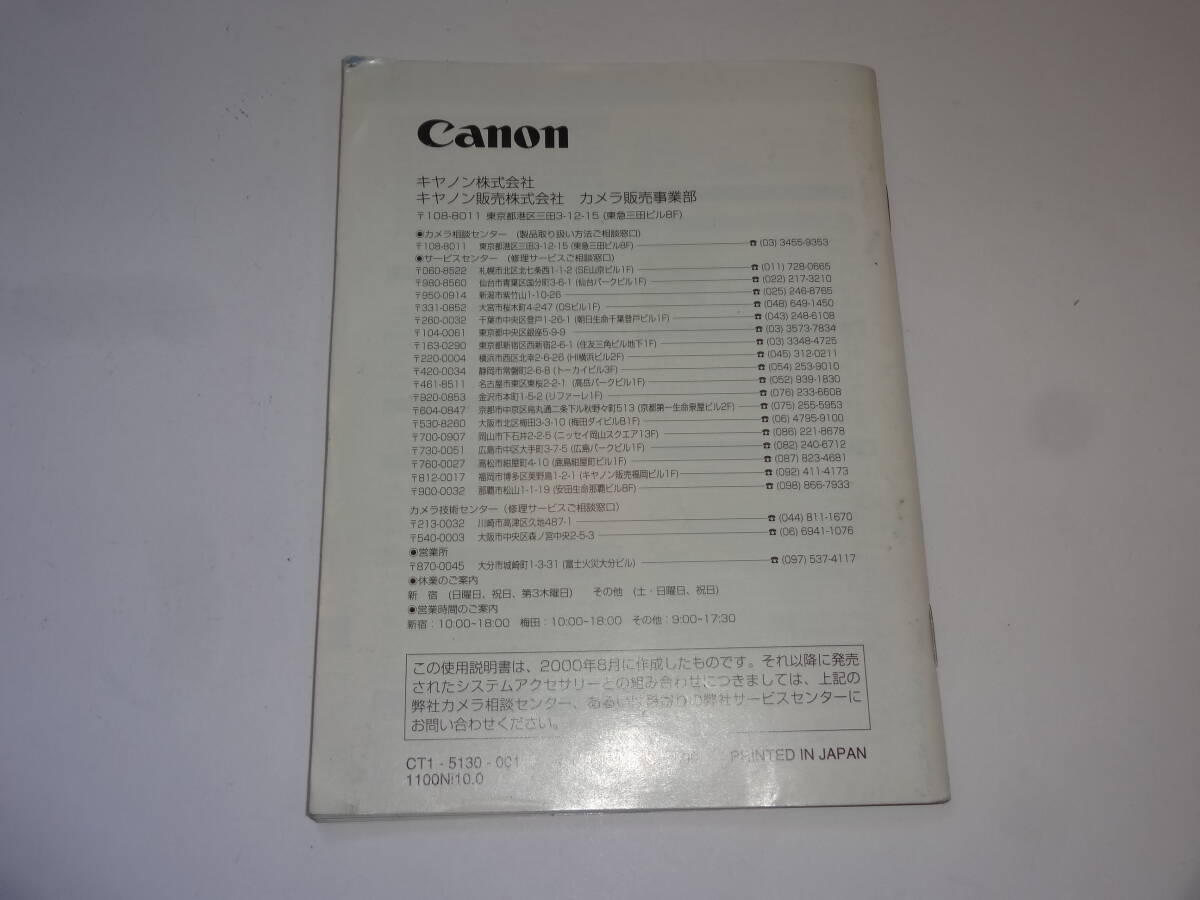 Canon
キヤノン株式会社
キヤノン販売株式会社 カメラ販売事業部
〒108-8011 東京都港区三田3-12-15 (東急三田ビル8F)
◉カメラ相談センター (製品取り扱い方法ご相談窓口)
〒108-8011 東京都港区三田3-12-15 (東急三田ビル8F) ☎ (03) 3455-9353
◉サービスセンター (修理サービスご相談窓口)
〒060-8522 札幌市北区北七条西1-1-2 (SE山京ビル1F) ☎ (011) 728-0665
〒980-8560 仙台市青葉区国分町3-6-1 (仙台パークビル1F) ☎ (022) 217-3210
〒950-0914 新潟市紫竹山1-10-26 ☎ (025) 246-8765
〒331-0852 大宮市桜木町4-247 (OSビル1F) ☎ (048) 649-1450
〒260-0032 千葉市中央区登戸1-26-1 (朝日生命千葉登戸ビル1F) ☎ (043) 248-6108
〒104-0061 東京都中央区銀座5-9-9 ☎ (03) 3573-7834
〒163-0290 東京都新宿区西新宿2-6-1 (住友三角ビル地下1F) ☎ (03) 3348-4725
〒220-0004 横浜市西区北幸2-6-26 (HI横浜ビル2F) ☎ (045) 312-0211
〒420-0034 静岡市常磐町2-6-8 (トーカイビル3F) ☎ (054) 253-9010
〒461-8511 名古屋市東区東桜2-2-1 (高岳パークビル1F) ☎ (052) 939-1830
〒920-0853 金沢市本町1-5-2 (リファーレ1F) ☎ (076) 233-6608
〒604-0847 京都市中京区烏丸通二条下ル秋野々町513 (京都第一生命泉屋ビル2F) ☎ (075) 255-5953
〒530-8260 大阪市北区梅田3-3-10 (梅田ダイビルB1F) ☎ (06) 4795-9100
〒700-0907 岡山市下石井2-2-5 (ニッセイ岡山スクエア13F) ☎ (086) 221-8678
〒730-0051 広島市中区大手町3-7-5 (広島パークビル1F) ☎ (082) 240-6712
〒760-0027 高松市紺屋町4-10 (鹿島紺屋町ビル1F) ☎ (087) 823-4681
〒812-0017 福岡市博多区美野島1-2-1 (キヤノン販売福岡ビル1F) ☎ (092) 411-4173
〒900-0032 那覇市松山1-1-19 (安田生命那覇ビル8F) ☎ (098) 866-7933
カメラ技術センター (修理サービスご相談窓口)
〒213-0032 川崎市高津区久地487-1 ☎ (044) 811-1670
〒540-0003 大阪市中央区森ノ宮中央2-5-3 ☎ (06) 6941-1076
◉営業所
〒870-0045 大分市城崎町1-3-31 (富士火災大分ビル) ☎ (097) 537-4117
◉休業のご案内
新 宿 (日曜日、祝日、第3木曜日) その他 (土・日曜日、祝日)
◉営業時間のご案内
新宿：10:00~18:00 梅田：10:00~18:00 その他：9:00~17:30
この使用説明書は、2000年8月に作成したものです。それ以降に発売
されたシステムアクセサリーとの組み合わせにつきましては、上記の
弊社カメラ相談センター、あるいは最寄りの弊社サービスセンターに
お問い合わせください。
CT1 - 5130 - 001 PRINTED IN JAPAN
1100Ni10.0